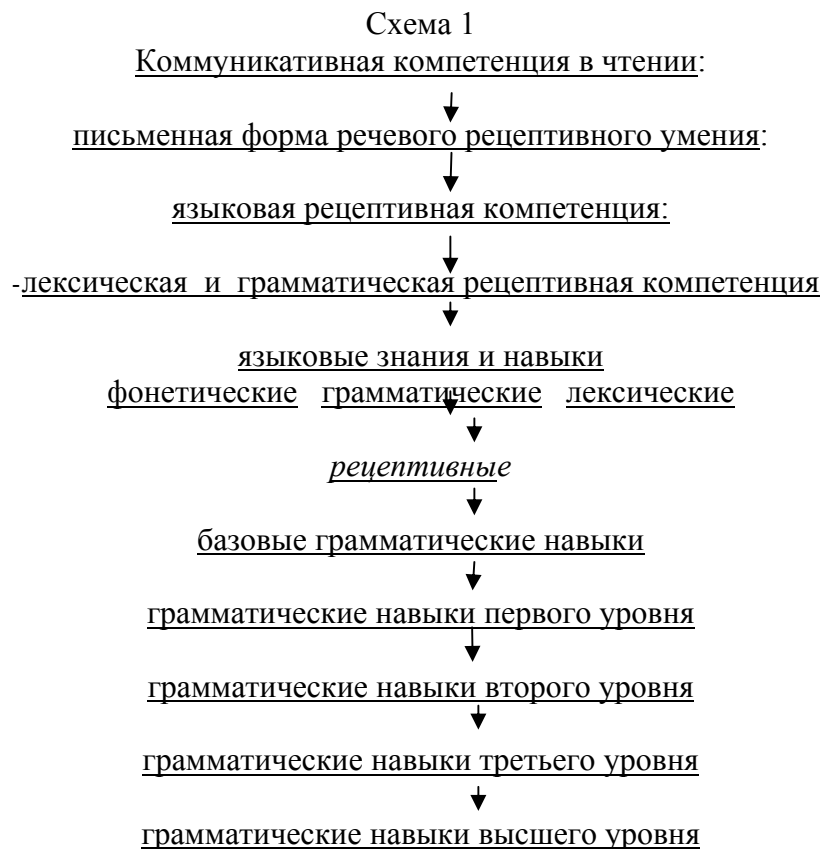 Схема 1
Коммуникативная компетенция в чтении:
письменная форма речевого рецептивного умения:
языковая рецептивная компетенция:
-лексическая и грамматическая рецептивная компетенция
языковые знания и навыки
фонетические грамматические лексические
рецептивные
базовые грамматические навыки
грамматические навыки первого уровня
грамматические навыки второго уровня
грамматические навыки третьего уровня
грамматические навыки высшего уровня